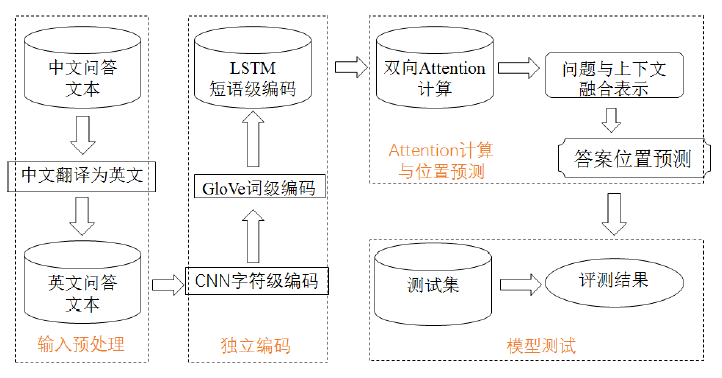 中文问答
文本
中文翻译为英文
英文问答
文本
输入预处理
LSTM
短语级编码
GloVe词级编码
CNN字符级编码
独立编码
双向Attention
计算
问题与上下文
融合表示
答案位置预测
Attention计算
与位置预测
测试集
评测结果
模型测试